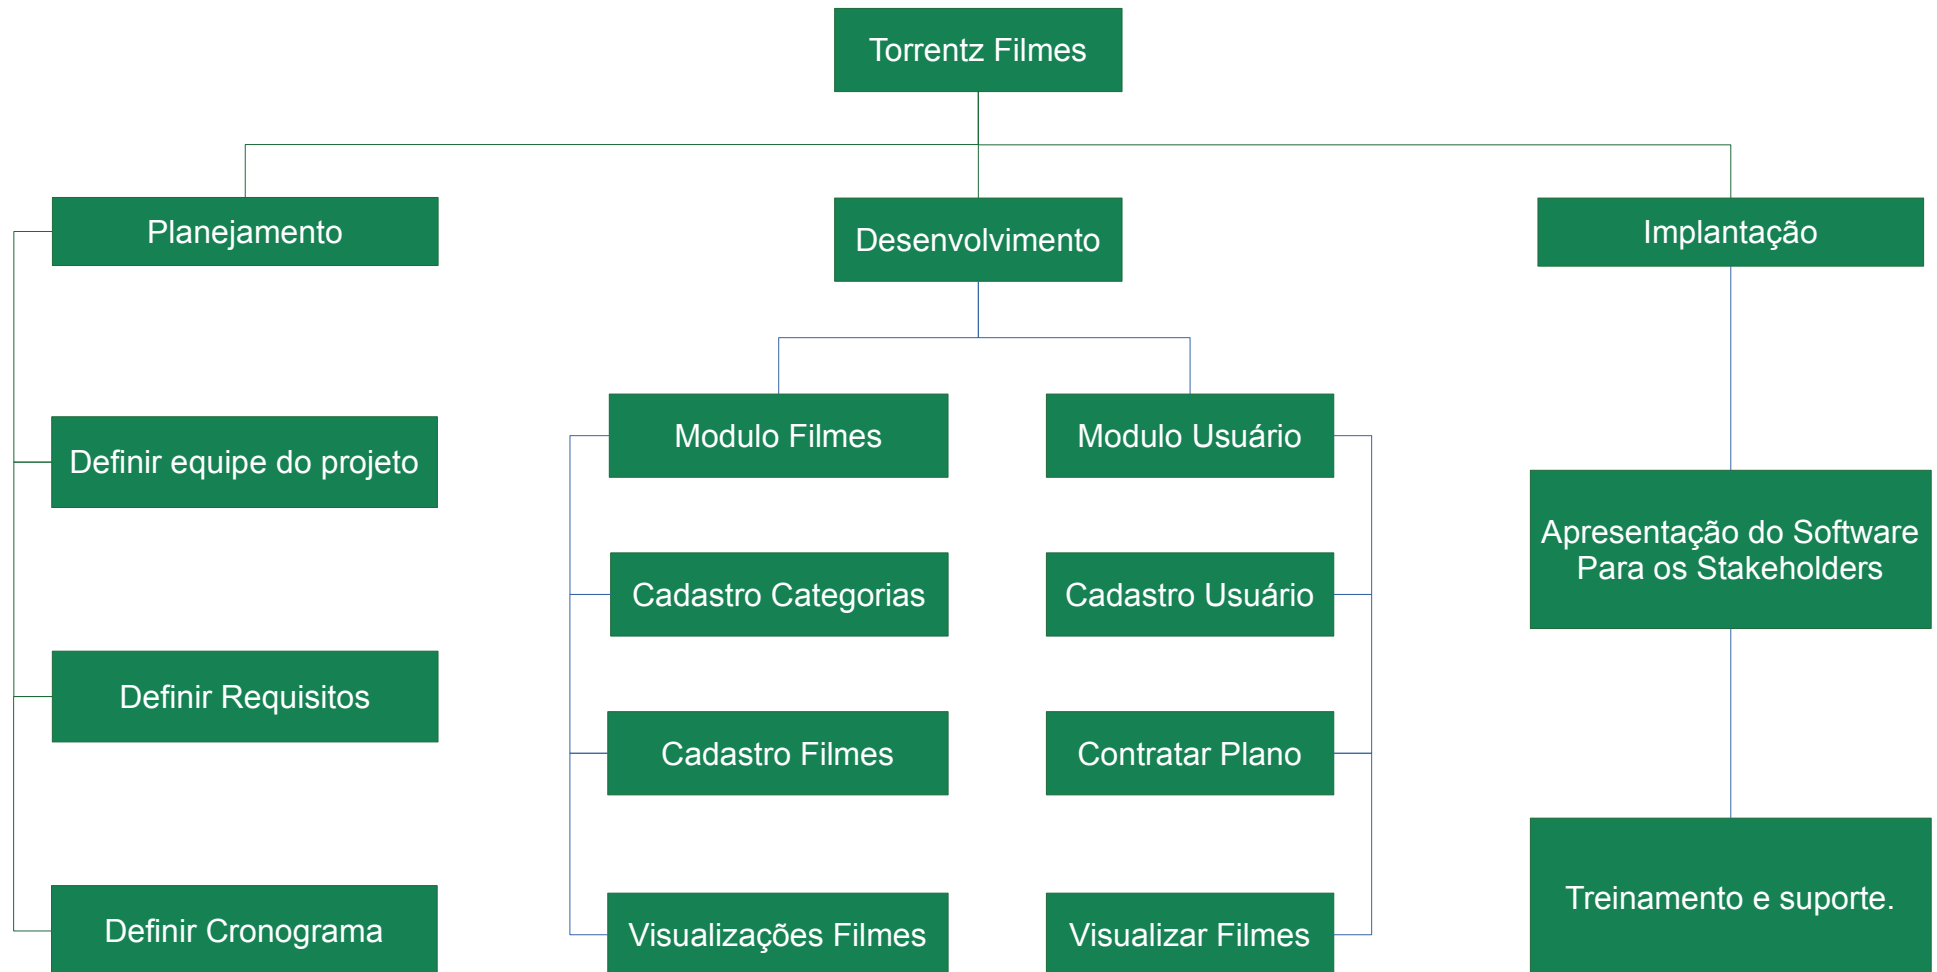 Torrentz Filmes
Planejamento
Desenvolvimento
Implantação
Modulo Filmes
Modulo Usuário
Definir equipe do projeto
Apresentação do Software
Para os Stakeholders
Cadastro Categorias
Cadastro Usuário
Definir Requisitos
Cadastro Filmes
Contratar Plano
Treinamento e suporte.
Definir Cronograma
Visualizações Filmes
Visualizar Filmes